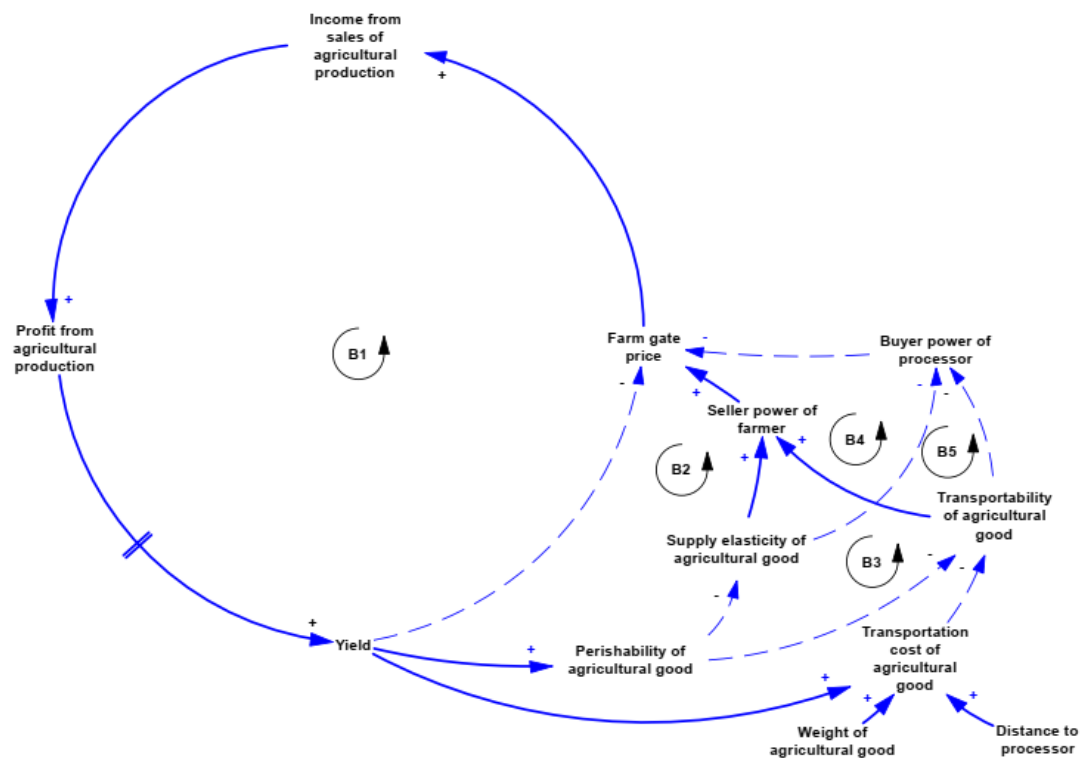 Income from
sales of
agricultural
production
+
+
Profit from
agricultural
production
B1
Farm gate
price
-
-
Buyer power of
processor
-
-
+
Seller power of
farmer
+
+
B4
B5
B2
Transportability
of agricultural
good
Supply elasticity of
agricultural good
B3
-
-
-
+
Yield
+
Perishability of
agricultural good
Transportation
cost of
agricultural
good
+
+
+
Weight of
agricultural good
Distance to
processor